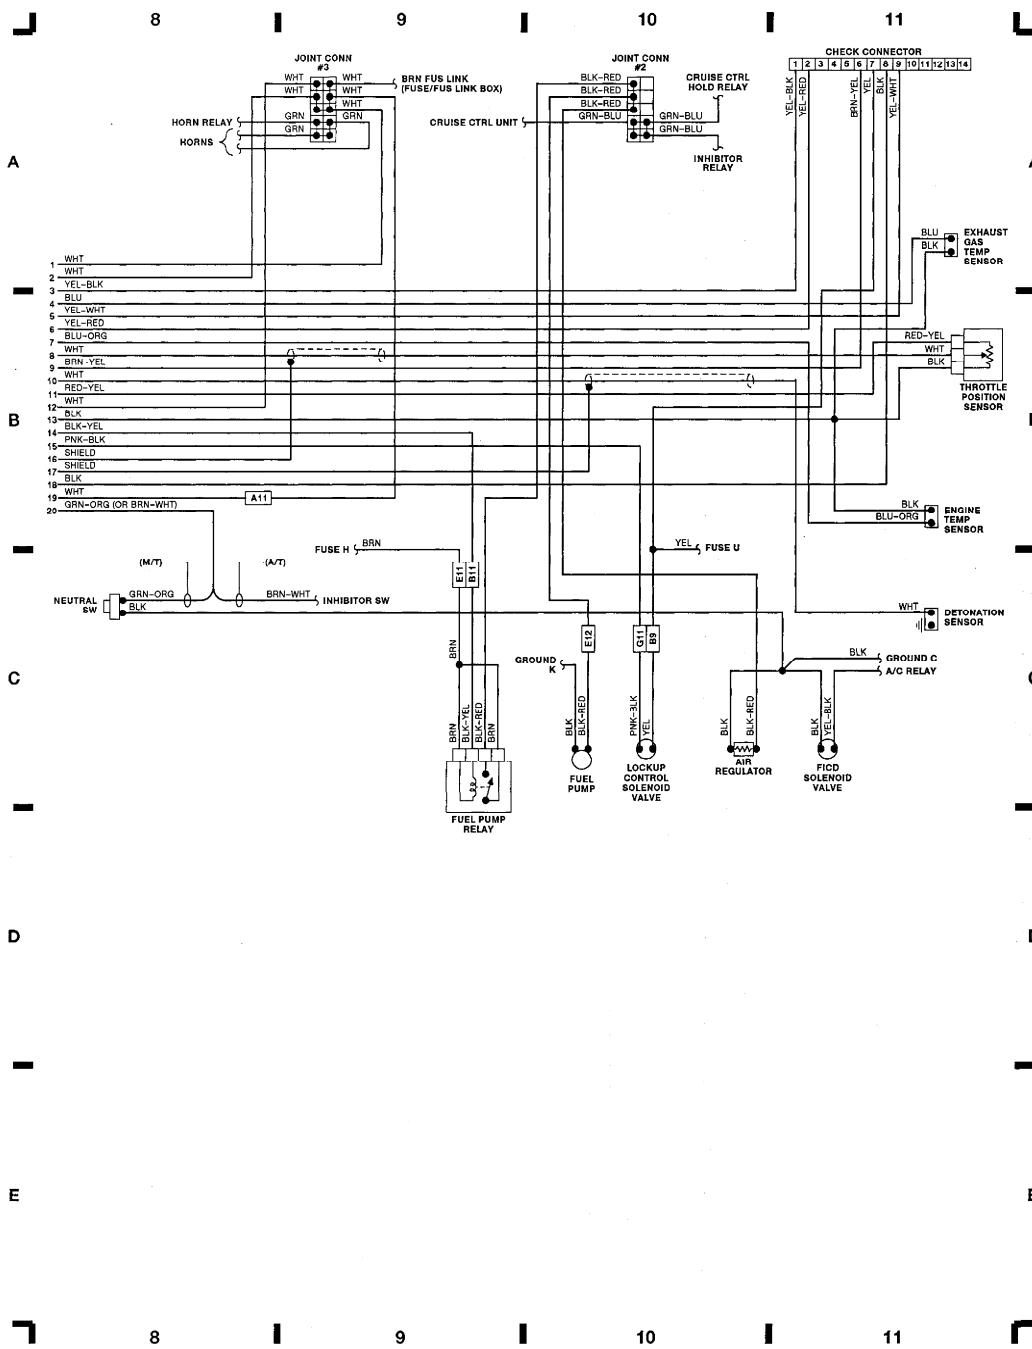 8 9 10 11
JOINT CONN
#3
JOINT CONN
#2
CHECK CONNECTOR
1 2 3 4 5 6 7 8 9 10 11 12 13 14
WHT WHT
BRN FUS LINK
(FUSE/FUS LINK BOX)
WHT WHT
WHT
HORN RELAY GRN GRN
GRN
HORNS
BLK-RED
BLK-RED
BLK-RED
CRUISE CTRL UNIT GRN-BLU GRN-BLU
GRN-BLU
CRUISE CTRL
HOLD RELAY
INHIBITOR
RELAY
YEL-BLK
YEL-RED
BRN-YEL
YEL
BLK
YEL-WHT
A
BLU
BLK
EXHAUST
GAS
TEMP
SENSOR
1 WHT
2 WHT
3 YEL-BLK
4 BLU
5 YEL-WHT
6 YEL-RED
7 BLU-ORG
8 WHT
9 BRN-YEL
10 WHT
11 RED-YEL
12 WHT
13 BLK
14 BLK-YEL
15 PNK-BLK
16 SHIELD
17 SHIELD
18 BLK
19 WHT A11
20 GRN-ORG (OR BRN-WHT)
B
RED-YEL
WHT
BLK
THROTTLE
POSITION
SENSOR
BLK
BLU-ORG
ENGINE
TEMP
SENSOR
FUSE H BRN
YEL FUSE U
(M/T) (A/T)
E11 B11
NEUTRAL
SW
GRN-ORG
BLK
BRN-WHT INHIBITOR SW
WHT
DETONATION
SENSOR
E12
G11 B9
BRN
GROUND
K
BLK GROUND C
A/C RELAY
C
BRN
BLK-YEL
BLK-RED
BRN
BLK
BLK-RED
PNK-BLK
YEL
BLK
BLK-RED
BLK
YEL-BLK
FUEL PUMP
RELAY
FUEL
PUMP
LOCKUP
CONTROL
SOLENOID
VALVE
AIR
REGULATOR
FICD
SOLENOID
VALVE
D
E
8 9 10 11